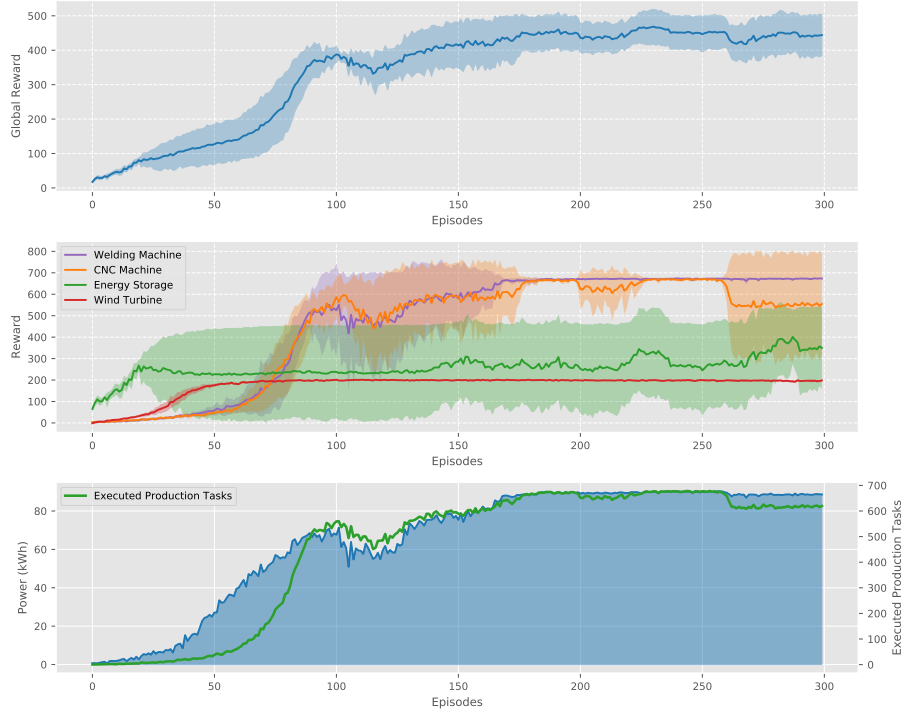 500
400
300
200
100
0
Global Reward
0 50 100 150 200 250 300
Episodes
800
700
600
500
400
300
200
100
0
Reward
Welding Machine
CNC Machine
Energy Storage
Wind Turbine
0 50 100 150 200 250 300
Episodes
80
60
40
20
0
Power (kWh)
Executed Production Tasks
700
600
500
400
300
200
100
0
Executed Production Tasks
0 50 100 150 200 250 300
Episodes